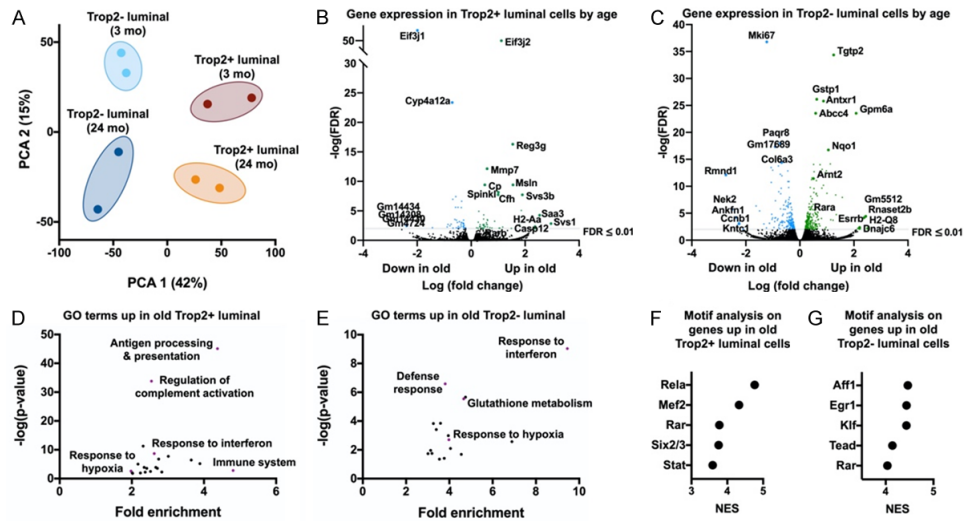 A
Trop2- luminal
(3 mo)
Trop2+ luminal
(3 mo)
Trop2- luminal
(24 mo)
Trop2+ luminal
(24 mo)
PCA 2 (15%)
50
0
-50
-100
-50
0
50
100
PCA 1 (42%)
B
Gene expression in Trop2+ luminal cells by age
-log(FDR)
50
40
30
25
20
15
10
5
0
Eif3j1
Eif3j2
Cyp4a12a
Reg3g
Mmp7
Cp
Msln
Spinkl
Cfh
Svs3b
Gm14434
Gm14308
Gm4724
H2-Aa
Saa3
Casp12
Svs1
Rarb
FDR ≤ 0.01
-4
-2
0
2
4
Down in old
Up in old
Log (fold change)
C
Gene expression in Trop2- luminal cells by age
-log(FDR)
40
35
30
25
20
15
10
5
0
Mki67
Tgtp2
Gstp1
Antxr1
Abcc4
Gpm6a
Paqr8
Gm17669
Col6a3
Nqo1
Rmnd1
Arnt2
Nek2
Ankfn1
Ccnb1
Kntc1
Rara
Gm5512
Rnaset2b
Esrrb
H2-Q8
Dnajc6
FDR ≤ 0.01
-4
-2
0
2
4
Down in old
Up in old
Log (fold change)
D
GO terms up in old Trop2+ luminal
-log(p-value)
60
50
40
30
20
10
0
Antigen processing
& presentation
Regulation of
complement activation
Response to interferon
Response to
hypoxia
Immune system
0
2
4
6
Fold enrichment
E
GO terms up in old Trop2- luminal
-log(p-value)
10
8
6
4
2
0
Response to
interferon
Defense
response
Glutathione metabolism
Response to hypoxia
0
2
4
6
8
10
Fold enrichment
F
Motif analysis on
genes up in old
Trop2+ luminal cells
Rela
Mef2
Rar
Six2/3
Stat
3
4
5
NES
G
Motif analysis on
genes up in old
Trop2- luminal cells
Aff1
Egr1
Klf
Tead
Rar
4
5
NES